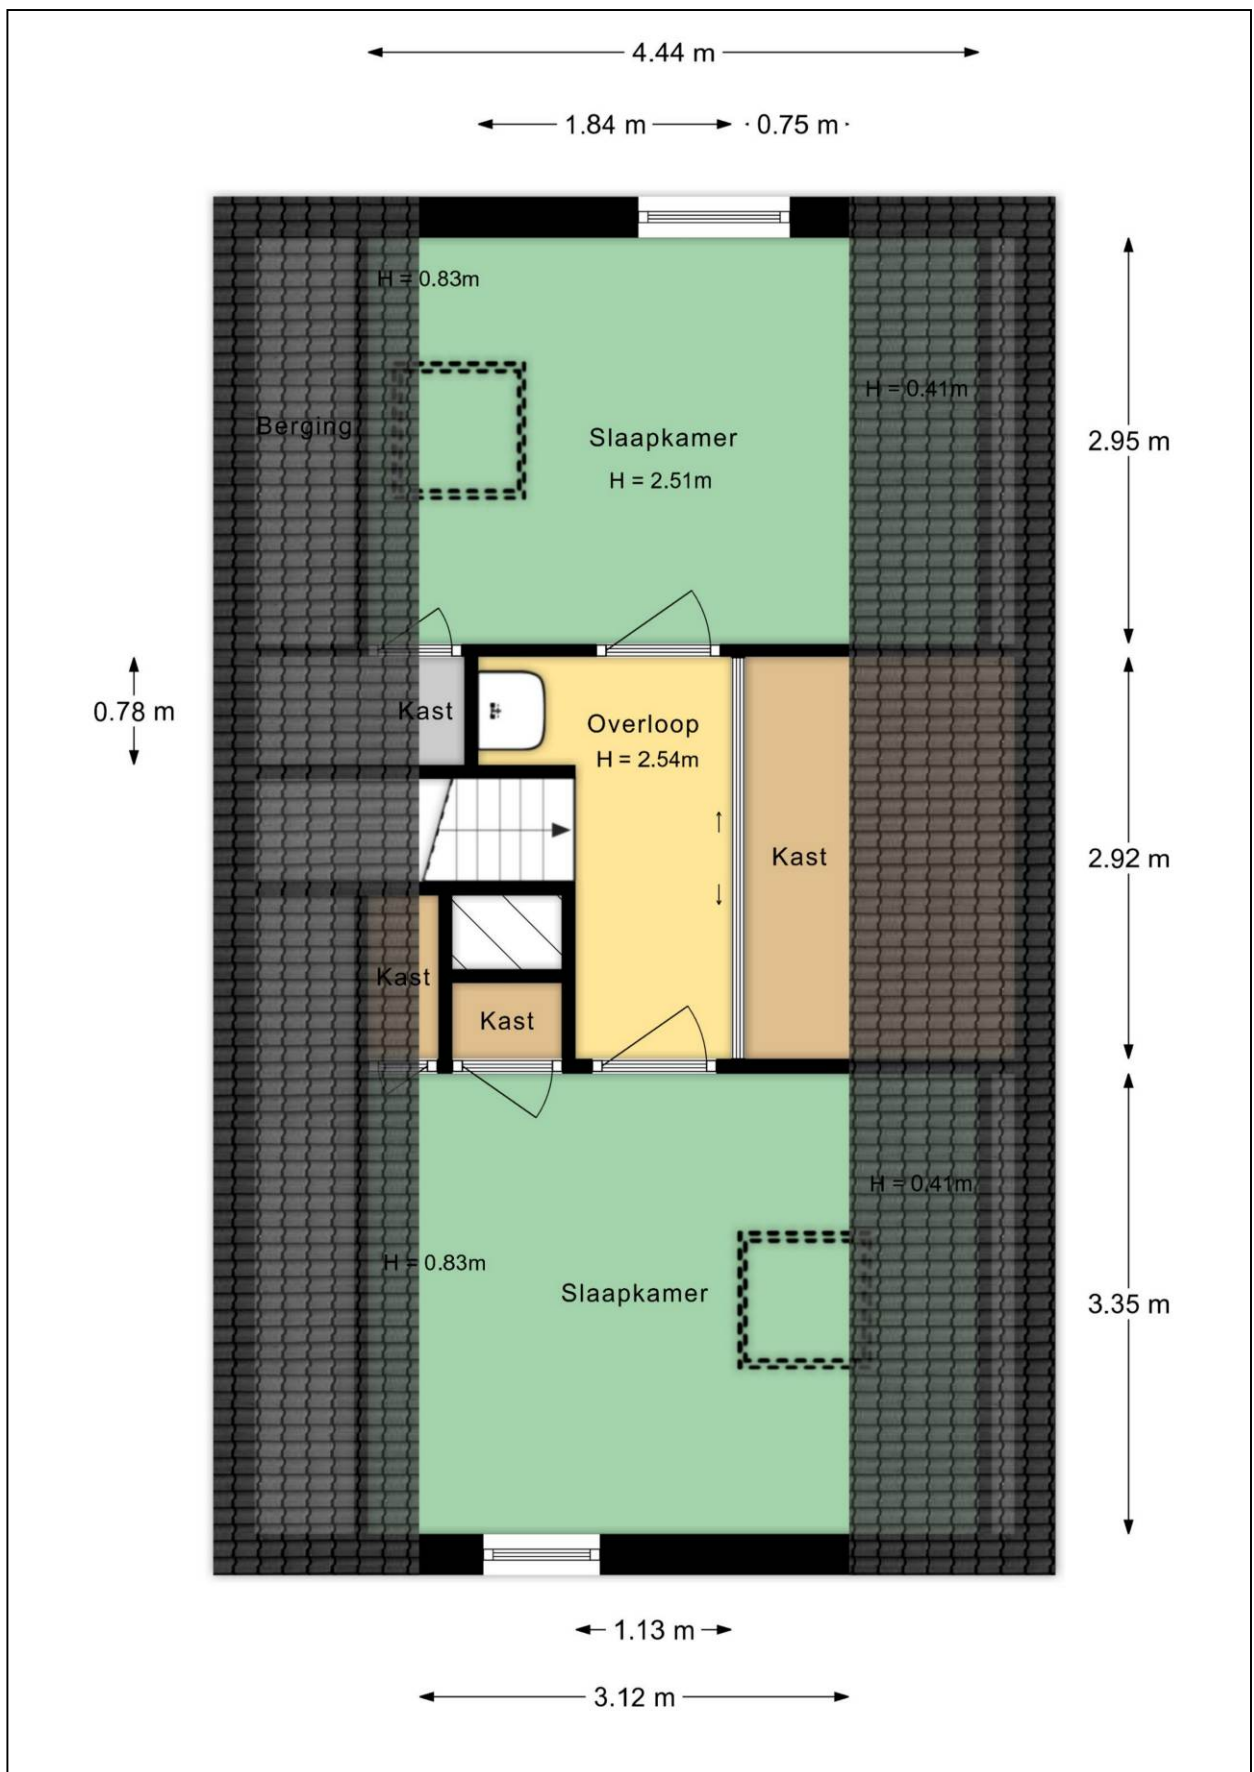 4.44 m
1.84 m
0.75 m
H = 0.83m
H = 0.41m
Berging
Slaapkamer
H = 2.51m
2.95 m
0.78 m
Kast
Overloop
H = 2.54m
Kast
2.92 m
Kast
Kast
H = 0.41m
H = 0.83m
Slaapkamer
3.35 m
1.13 m
3.12 m